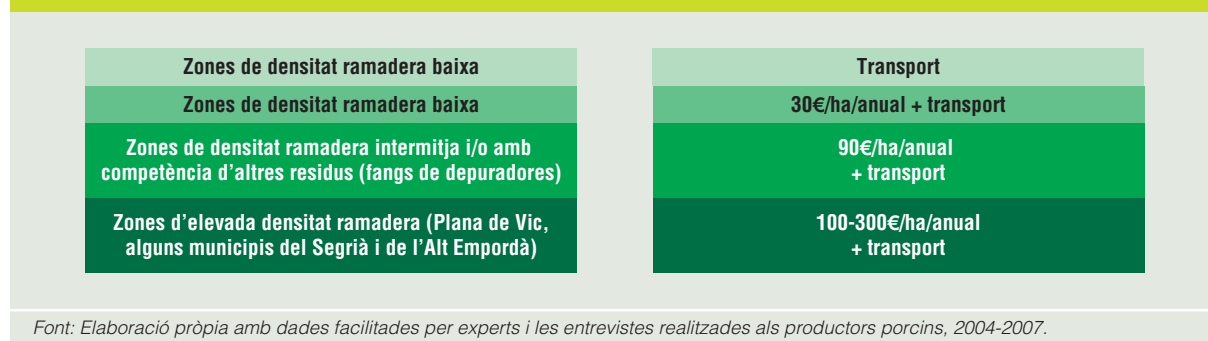 Zones de densitat ramadera baixa
Transport
Zones de densitat ramadera baixa
30€/ha/anual + transport
Zones de densitat ramadera intermitja i/o amb
competència d'altres residus (fangs de depuradores)
90€/ha/anual
+ transport
Zones d'elevada densitat ramadera (Plana de Vic,
alguns municipis del Segrià i de l'Alt Empordà)
100-300€/ha/anual
+ transport
Font: Elaboració pròpia amb dades facilitades per experts i les entrevistes realitzades als productors porcins, 2004-2007.